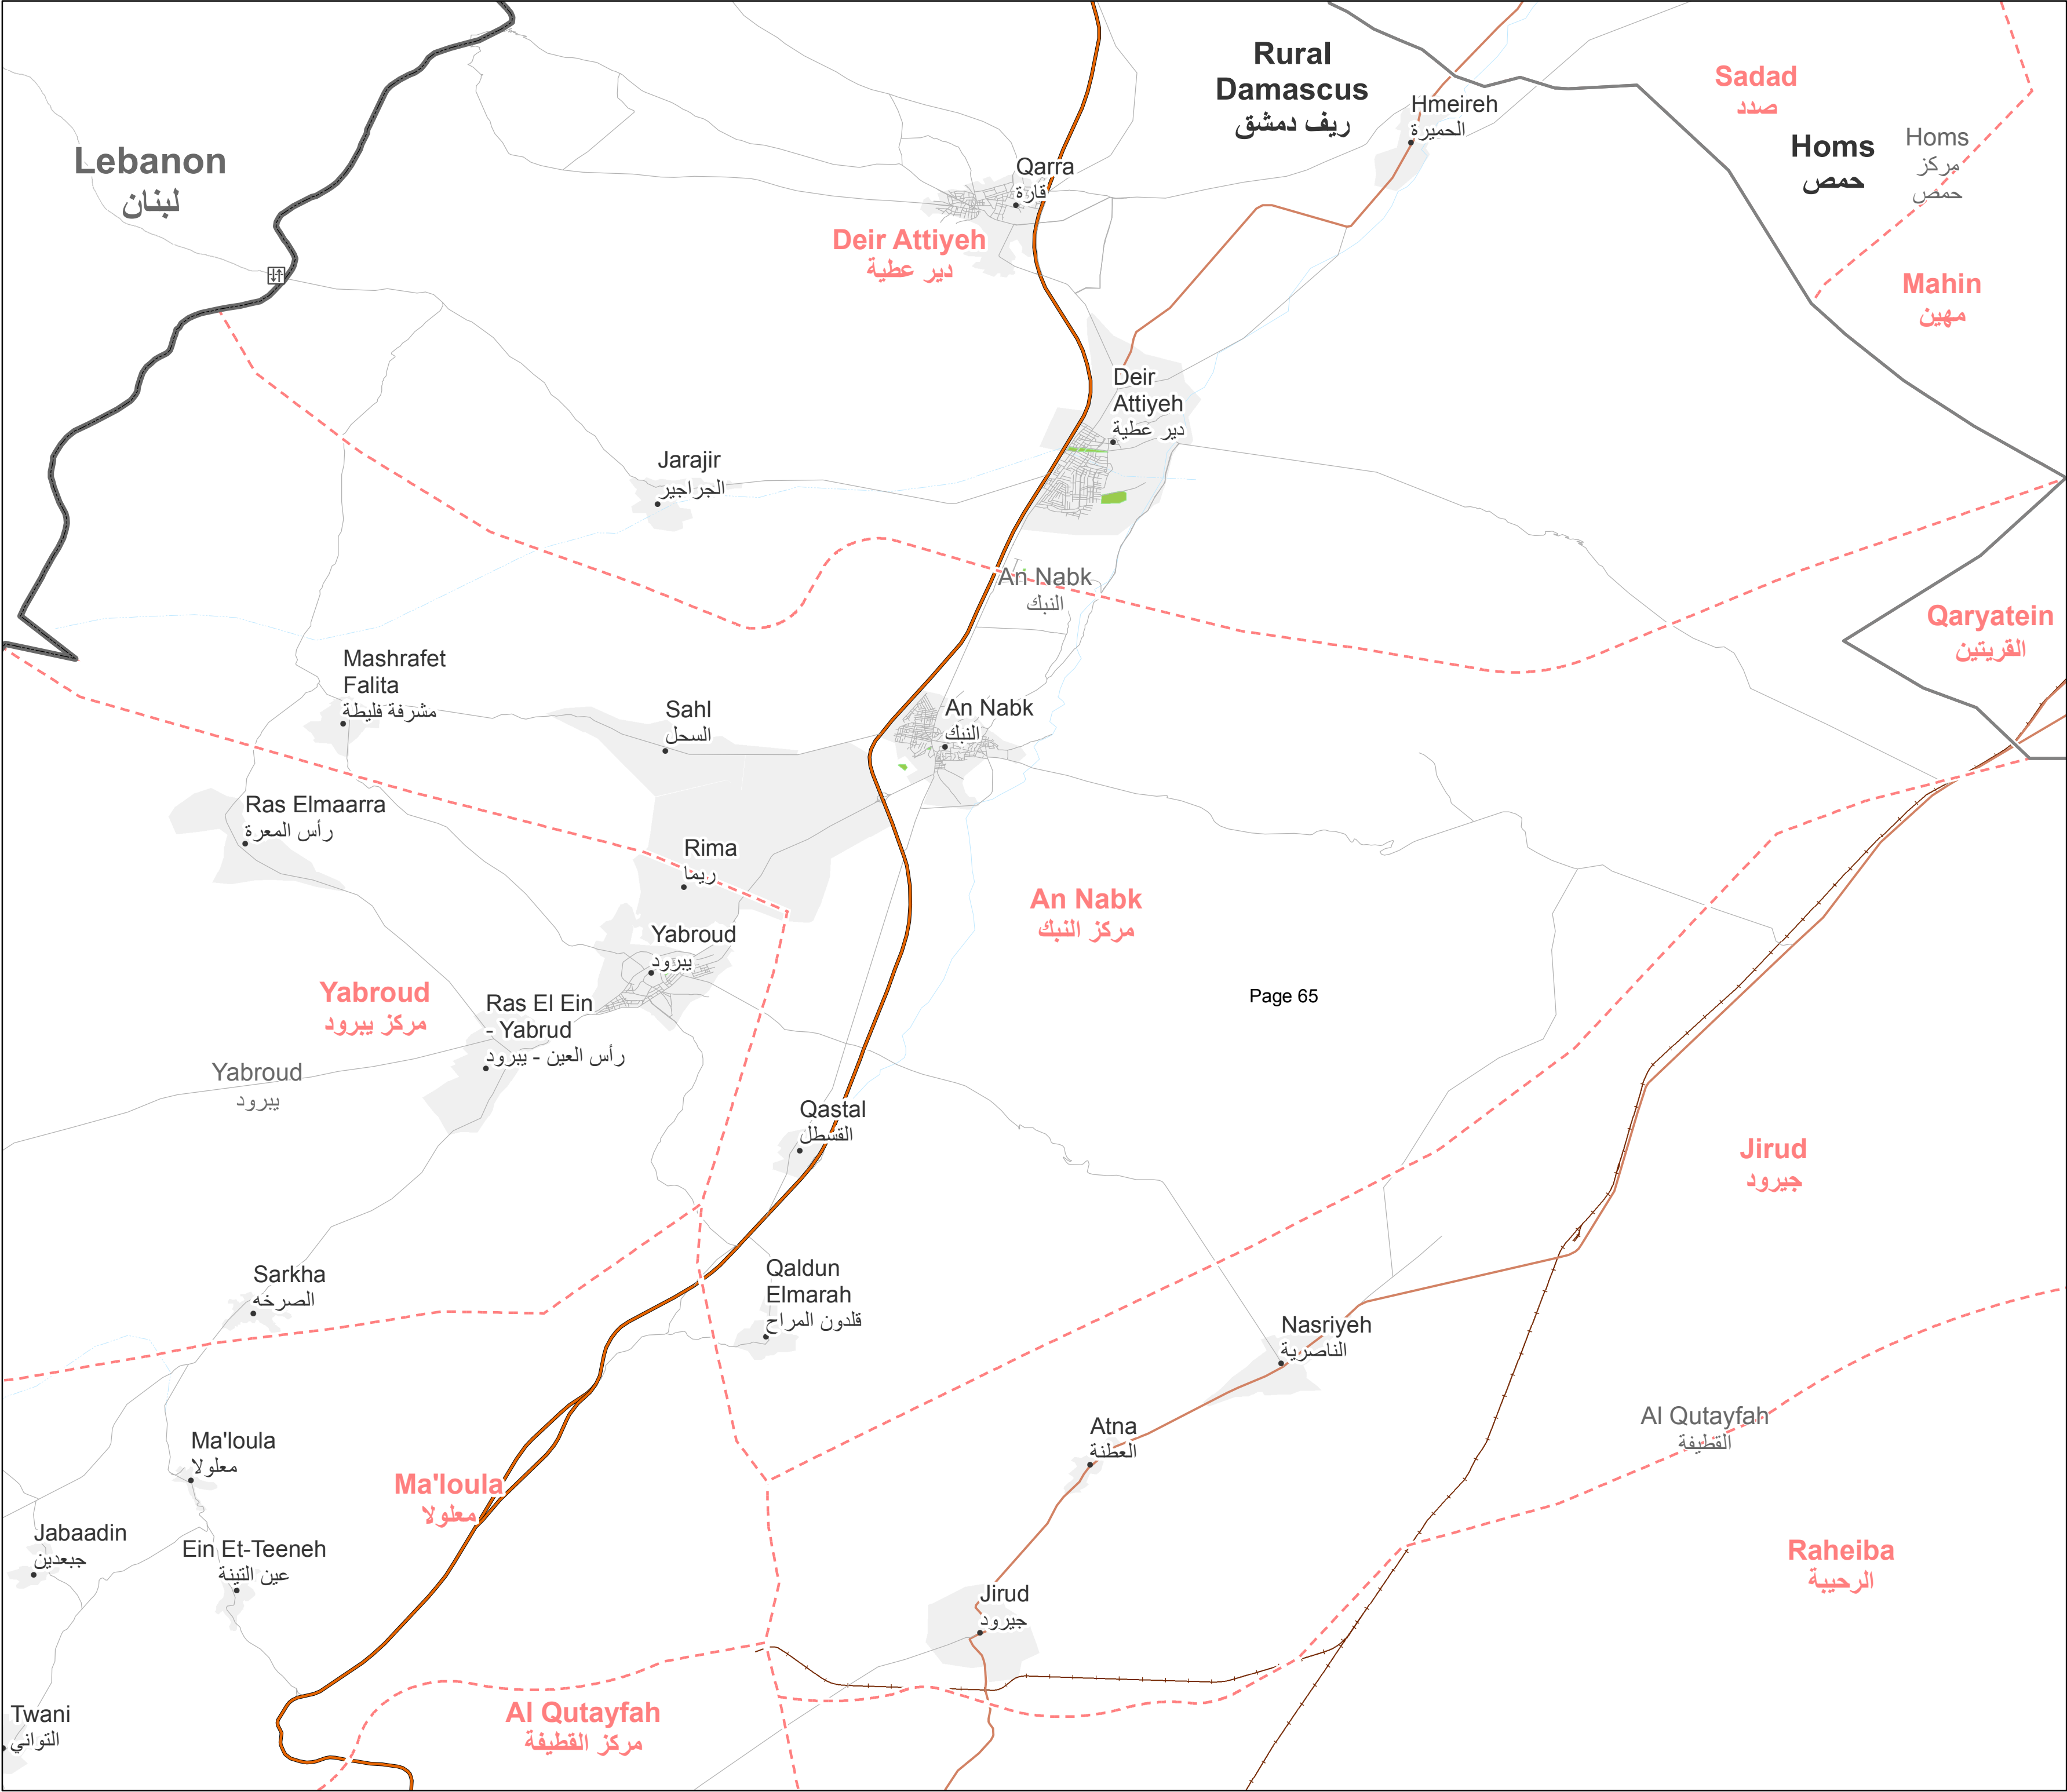 Rural
Damascus
ريف دمشق
Sadad
صدد
Hmeireh
الحميرة
Homs
حمص
Homs
مركز
حمص
Lebanon
لبنان
Qarra
قارة
Deir Attiyeh
دير عطية
Mahin
مهين
Deir
Attiyeh
دير عطية
Jarajir
الجراجير
An Nabk
النبك
Qaryatein
القريتين
Mashrafet
Falita
مشرفة فليطة
Sahl
السحل
An Nabk
النبك
Ras Elmaarra
رأس المعرة
Rima
ريما
An Nabk
مركز النبك
Yabroud
يبرود
Yabroud
مركز يبرود
Ras El Ein
- Yabrud
رأس العين - يبرود
Page 65
Yabroud
يبرود
Qastal
القسطل
Jirud
جيرود
Sarkha
الصرخه
Qaldun
Elmarah
قلدون المراح
Nasriyeh
الناصرية
Al Qutayfah
القطيفة
Atna
العطنة
Ma'loula
معلولا
Ma'loula
معلولا
Jabaadin
جبعدين
Ein Et-Teeneh
عين التينة
Raheiba
الرحيبة
Jirud
جيرود
Twani
التواني
Al Qutayfah
مركز القطيفة